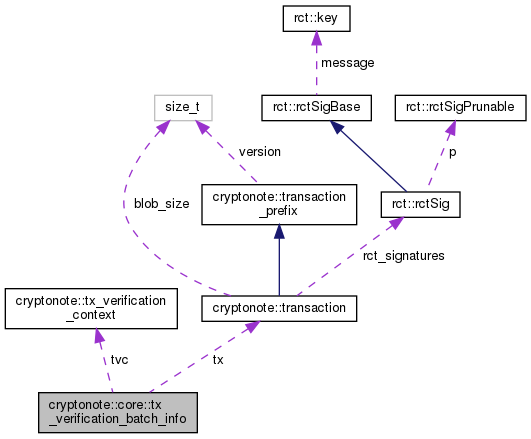 rct::key
message
size_t
rct::rctSigBase
rct::rctSigPrunable
version
p
blob_size
cryptonote::transaction
_prefix
rct::rctSig
rct_signatures
cryptonote::tx_verification
_context
cryptonote::transaction
tvc
tx
cryptonote::core::tx
_verification_batch_info